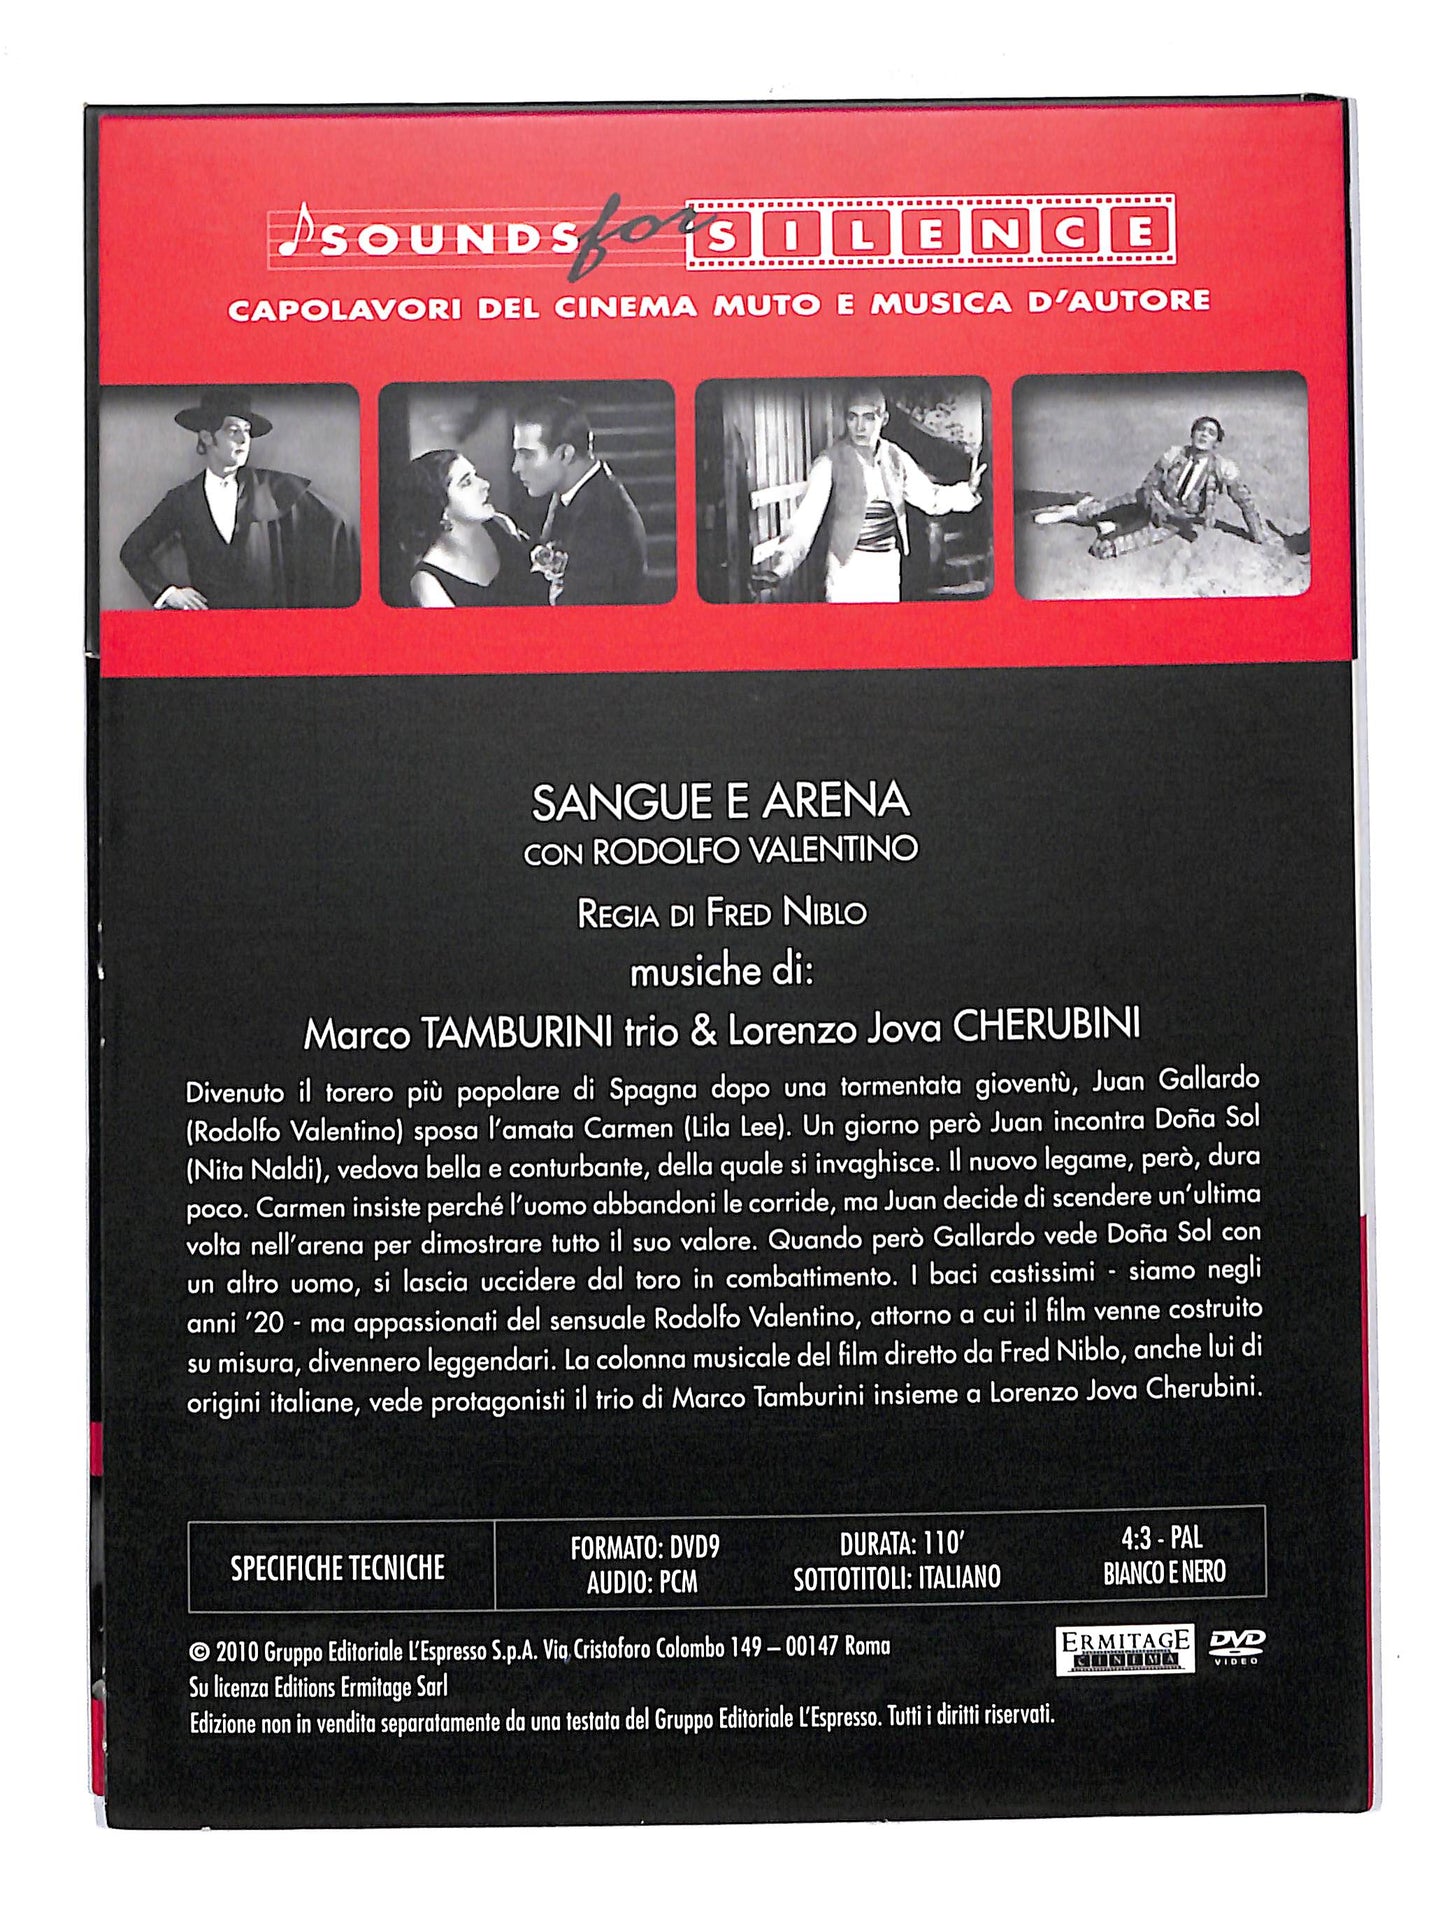 SOUNDS for SILENCE
CAPOLAVORI DEL CINEMA MUTO E MUSICA D'AUTORE
SANGUE E ARENA
CON RODOLFO VALENTINO
REGIA DI FRED NIBLO
musiche di:
Marco TAMBURINI trio & Lorenzo Jova CHERUBINI
Divenuto il torero più popolare di Spagna dopo una tormentata gioventù, Juan Gallardo
(Rodolfo Valentino) sposa l'amata Carmen (Lila Lee). Un giorno però Juan incontra Doña Sol
(Nita Naldi), vedova bella e conturbante, della quale si invaghisce. Il nuovo legame, però, dura
poco. Carmen insiste perché l'uomo abbandoni le corride, ma Juan decide di scendere un'ultima
volta nell'arena per dimostrare tutto il suo valore. Quando però Gallardo vede Doña Sol con
un altro uomo, si lascia uccidere dal toro in combattimento. I baci castissimi - siamo negli
anni '20 - ma appassionati del sensuale Rodolfo Valentino, attorno a cui il film venne costruito
su misura, divennero leggendari. La colonna musicale del film diretto da Fred Niblo, anche lui di
origini italiane, vede protagonisti il trio di Marco Tamburini insieme a Lorenzo Jova Cherubini.
SPECIFICHE TECNICHE
FORMATO: DVD9
AUDIO: PCM
DURATA: 110'
SOTTOTITOLI: ITALIANO
4:3 - PAL
BIANCO E NERO
© 2010 Gruppo Editoriale L'Espresso S.p.A. Via Cristoforo Colombo 149 – 00147 Roma
Su licenza Editions Ermitage Sarl
Edizione non in vendita separatamente da una testata del Gruppo Editoriale L'Espresso. Tutti i diritti riservati.
ERMITAGE
CINEMA
DVD
VIDEO